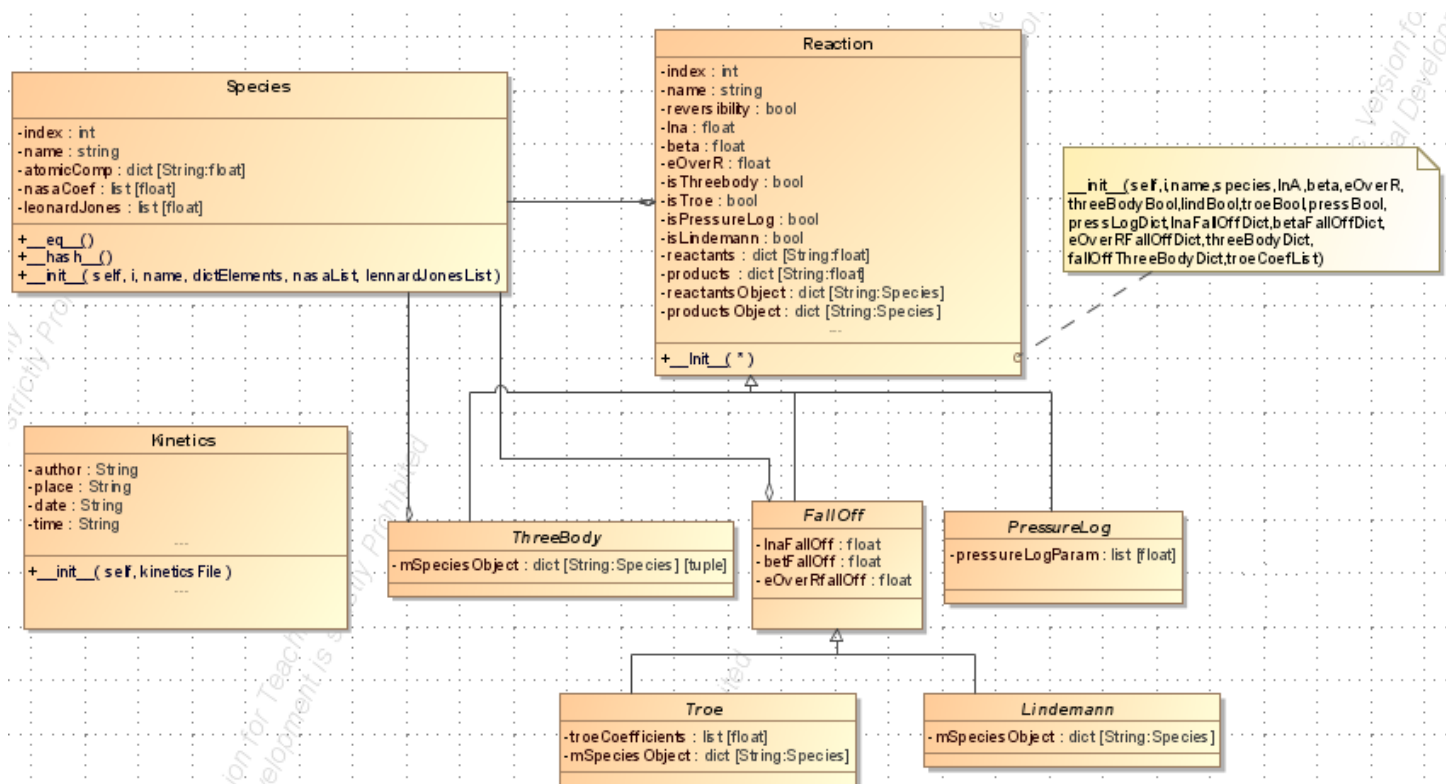 Species
-index : int
-name : string
-atomicComp : dict [String:float]
-nasaCoef : list [float]
-leonardJones : list [float]
+__eq__()
+__hash__()
+__init__( self, i, name, dictElements, nasaList, lennardJonesList )
Reaction
-index : int
-name : string
-reversibility : bool
-lna : float
-beta : float
-eOverR : float
-isThreebody : bool
-isTroe : bool
-isPressureLog : bool
-isLindemann : bool
-reactants : dict [String:float]
-products : dict [String:float]
-reactantsObject : dict [String:Species]
-productsObject : dict [String:Species]
...
+__Init__( * )
__init__(self,i,name,species,lnA,beta,eOverR,
threeBodyBool,lindBool,troeBool,pressBool,
pressLogDict,lnaFallOffDict,betaFallOffDict,
eOverRFallOffDict,threeBodyDict,
fallOffThreeBodyDict,troeCoefList)
Kinetics
-author : String
-place : String
-date : String
-time : String
...
+__init__( self, kineticsFile )
...
ThreeBody
-mSpeciesObject : dict [String:Species] [tuple]
FallOff
-lnaFallOff : float
-betFallOff : float
-eOverRfallOff : float
PressureLog
-pressureLogParam : list [float]
Troe
-troeCoefficients : list [float]
-mSpeciesObject : dict [String:Species]
Lindemann
-mSpeciesObject : dict [String:Species]